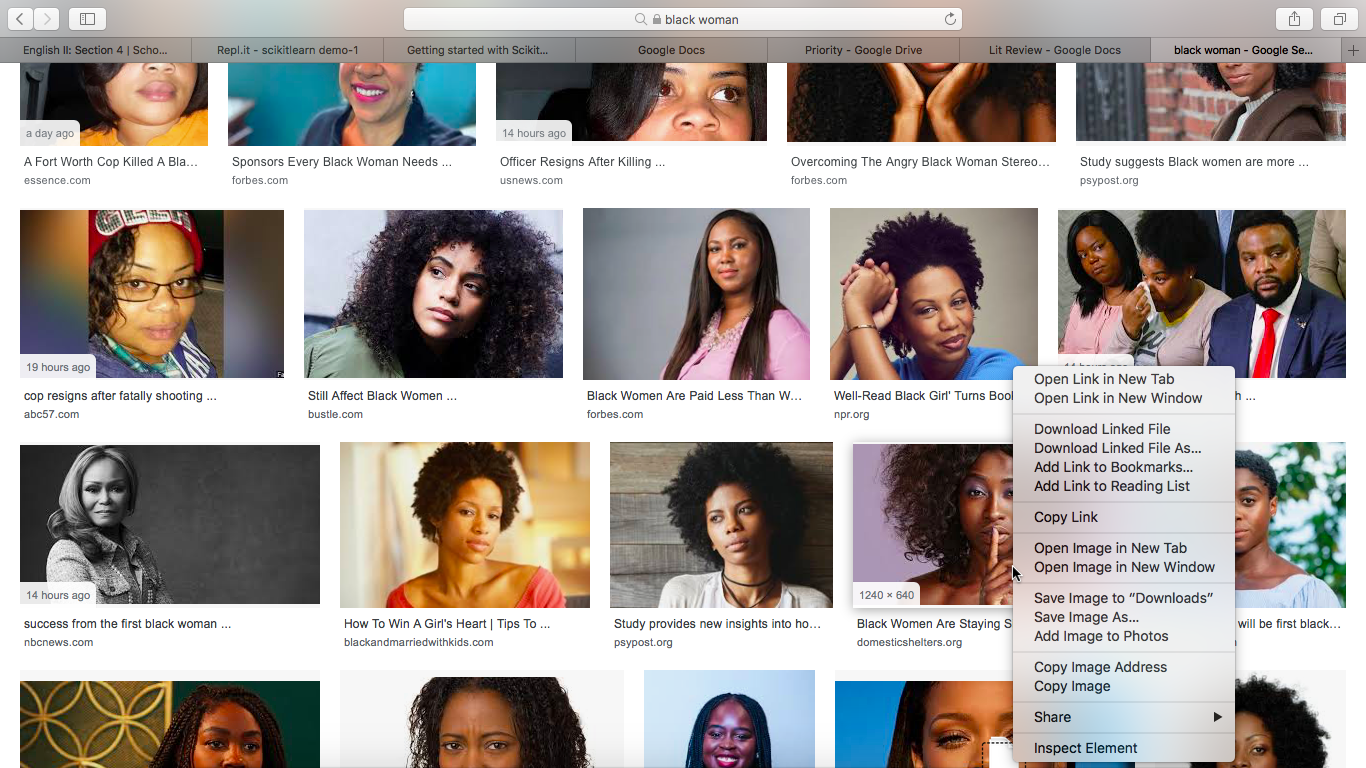 black woman
English II: Section 4 | Scho...
Repl.it - scikitlearn demo-1
Getting started with Scikit...
Google Docs
Priority - Google Drive
Lit Review - Google Docs
black woman - Google Se...
a day ago
14 hours ago
A Fort Worth Cop Killed A Bla...
Sponsors Every Black Woman Needs ...
Officer Resigns After Killing ...
Overcoming The Angry Black Woman Stereo...
Study suggests Black women are more ...
essence.com
forbes.com
usnews.com
forbes.com
psypost.org
19 hours ago
cop resigns after fatally shooting ...
Still Affect Black Women ...
Black Women Are Paid Less Than W...
Well-Read Black Girl' Turns Boo
abc57.com
bustle.com
forbes.com
npr.org
14 hours ago
success from the first black woman ...
How To Win A Girl's Heart | Tips To ...
Study provides new insights into ho...
1240 × 640
Black Women Are Staying S
will be first black...
nbcnews.com
blackandmarriedwithkids.com
psypost.org
domesticshelters.org
Open Link in New Tab
Open Link in New Window
Download Linked File
Download Linked File As...
Add Link to Bookmarks...
Add Link to Reading List
Copy Link
Open Image in New Tab
Open Image in New Window
Save Image to “Downloads”
Save Image As...
Add Image to Photos
Copy Image Address
Copy Image
Share
Inspect Element